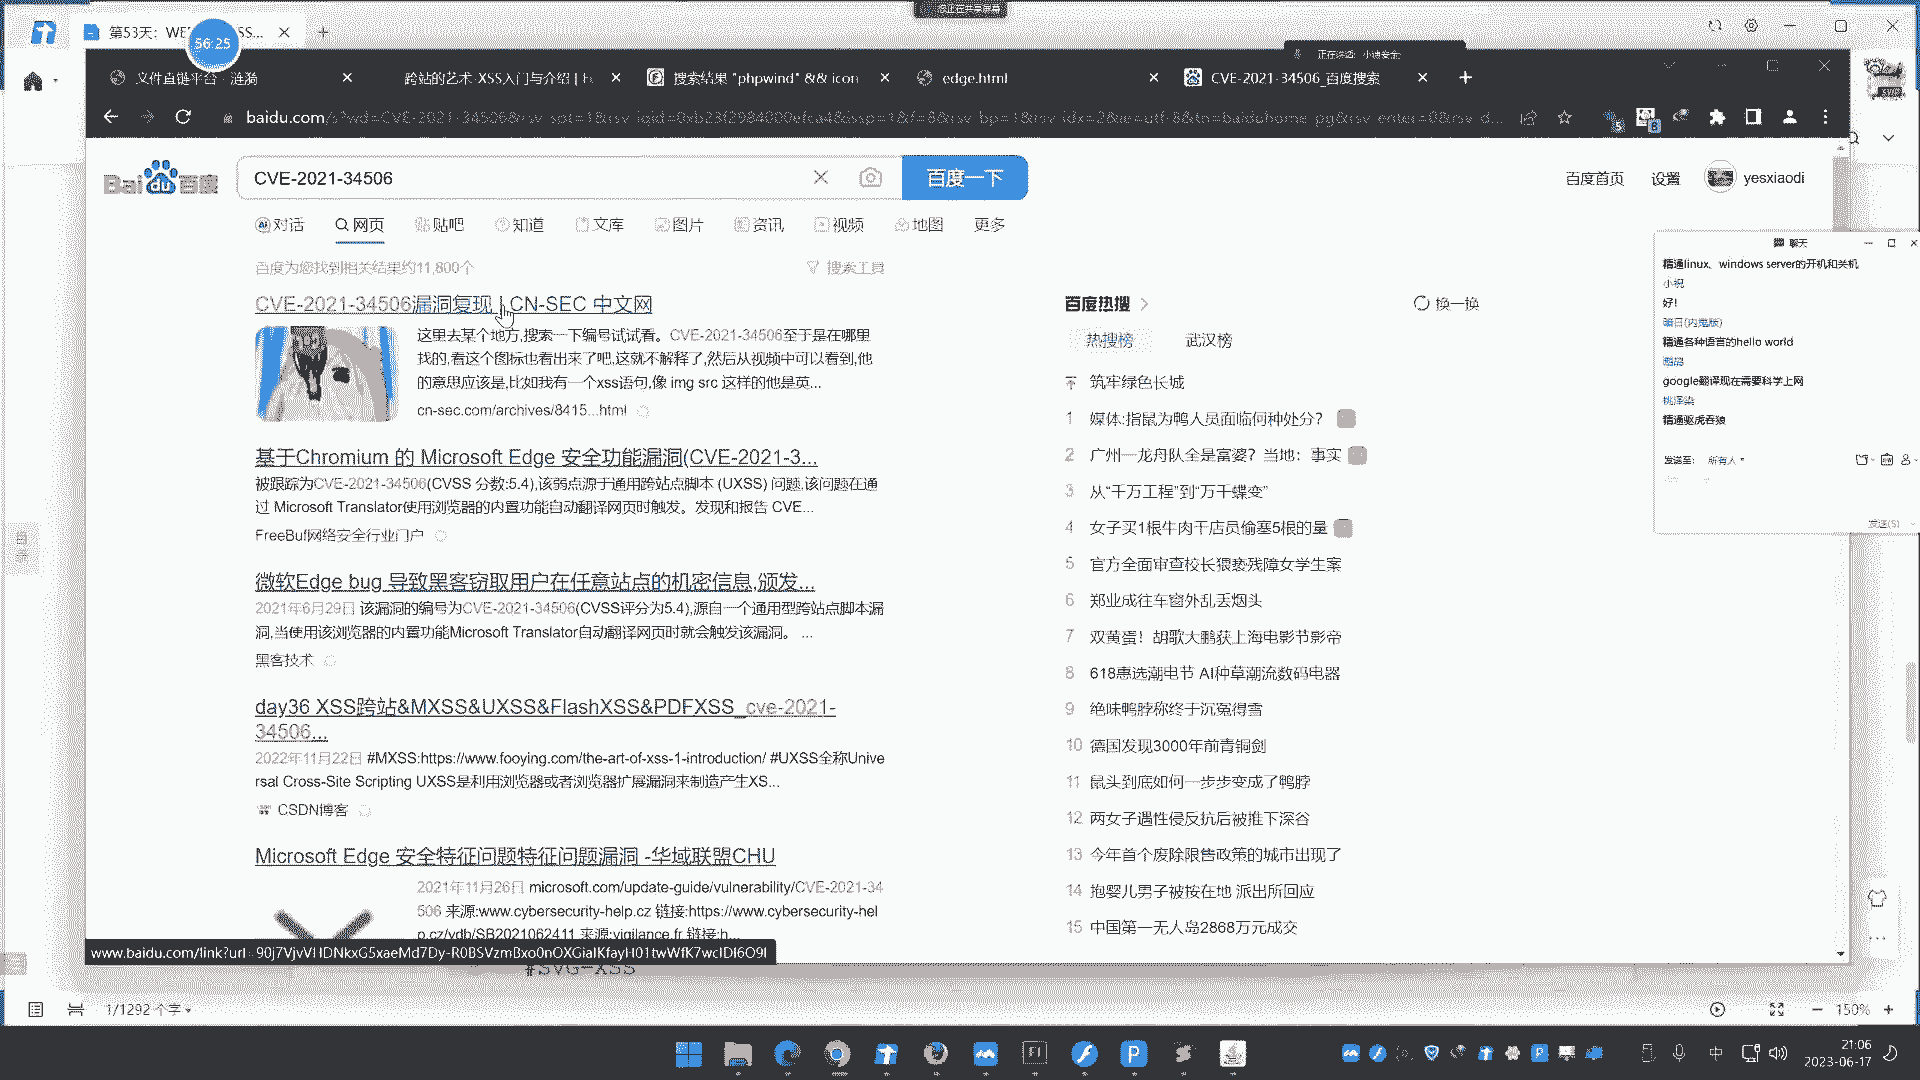 您正在共享屏幕
第53天：WE
SS...
56:25
正在讲话: 小迪安全;
文件直链平台 - 涟漪
跨站的艺术-XSS入门与介绍 |
搜索结果 "phpwind" && icon
edge.html
CVE-2021-34506_百度搜索
baidu.com
Bai du 百度
CVE-2021-34506
百度一下
百度首页
设置
yesxiaodi
对话
网页
贴吧
知道
文库
图片
资讯
视频
地图
更多
百度为您找到相关结果约11,800个
搜索工具
CVE-2021-34506漏洞复现 | CN-SEC 中文网
这里去某个地方,搜索一下编号试试看。CVE-2021-34506至于是在哪里
找的,看这个图标也看出来了吧,这就不解释了,然后从视频中可以看到,他
的意思应该是,比如我有一个xss语句,像 img src 这样的他是英...
cn-sec.com/archives/8415...html
基于Chromium 的 Microsoft Edge 安全功能漏洞(CVE-2021-3...
被跟踪为CVE-2021-34506(CVSS 分数:5.4),该弱点源于通用跨站点脚本 (UXSS) 问题,该问题在通
过 Microsoft Translator使用浏览器的内置功能自动翻译网页时触发。发现和报告 CVE...
FreeBuf网络安全行业门户
微软Edge bug 导致黑客窃取用户在任意站点的机密信息,颁发...
2021年6月29日 该漏洞的编号为CVE-2021-34506(CVSS评分为5.4),源自一个通用型跨站点脚本漏
洞,当使用该浏览器的内置功能Microsoft Translator自动翻译网页时就会触发该漏洞。 ...
黑客技术
day36 XSS跨站&MXSS&UXSS&FlashXSS&PDFXSS_cve-2021-
34506...
2022年11月22日 #MXSS:https://www.fooying.com/the-art-of-xss-1-introduction/ #UXSS全称Unive
rsal Cross-Site Scripting UXSS是利用浏览器或者浏览器扩展漏洞来制造产生XS...
CSDN博客
Microsoft Edge 安全特征问题特征问题漏洞 -华域联盟CHU
2021年11月26日 microsoft.com/update-guide/vulnerability/CVE-2021-34
506 来源:www.cybersecurity-help.cz 链接:https://www.cybersecurity-hel
p.cz/vdb/SB2021062411 来源:vigilance.fr 链接:h...
百度热搜
换一换
热搜榜
武汉榜
筑牢绿色长城
1 媒体:指鼠为鸭人员面临何种处分?
2 广州一龙舟队全是富婆？当地：事实
3 从“千万工程”到“万千蝶变”
4 女子买1根牛肉干店员偷塞5根的量
5 官方全面审查校长猥亵残障女学生案
6 郑业成往车窗外乱丢烟头
7 双黄蛋！胡歌大鹏获上海电影节影帝
8 618惠选潮电节 AI种草潮流数码电器
9 绝味鸭脖称终于沉冤得雪
10 德国发现3000年前青铜剑
11 鼠头到底如何一步步变成了鸭脖
12 两女子遇性侵反抗后被推下深谷
13 今年首个废除限售政策的城市出现了
14 抱婴儿男子被按在地 派出所回应
15 中国第一无人岛2868万元成交
聊天
精通linux、windows server的开机和关机
小祝
好!
精通各种语言的hello world
google翻译现在需要科学上网
精通驱虎吞狼
发送至:
所有人
发送(S)
目
录
#SVG-XSS
1/1292 个字
150%
中
21:06
2023-06-17